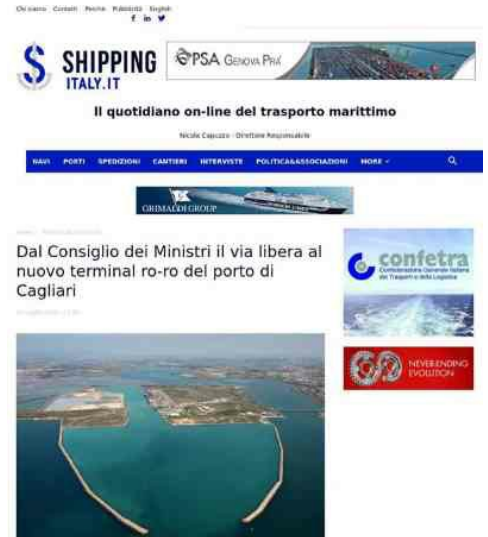 Chi siamo Contatti Perché Pubblicità English
SHIPPING
ITALY.IT
PSA GENOVA PRA'
Il quotidiano on-line del trasporto marittimo
Nicola Capuzzo - Direttore Responsabile
NAVI PORTI SPEDIZIONI CANTIERI INTERVISTE POLITICA&ASSOCIAZIONI MORE
GRIMALDI GROUP
Dal Consiglio dei Ministri il via libera al
nuovo terminal ro-ro del porto di
Cagliari
confetra
Confederazione Generale Italiana
dei Trasporti e della Logistica
NEVERENDING
EVOLUTION